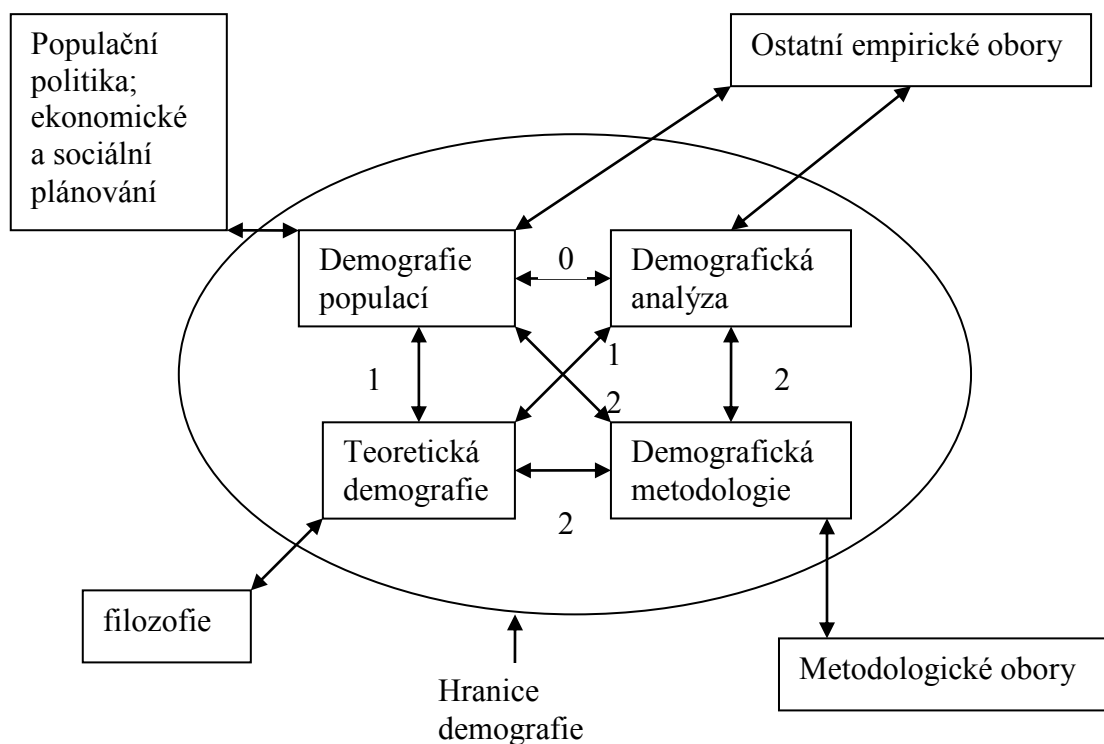 Populační
politika;
ekonomické
a sociální
plánování
Ostatní empirické obory
Demografie
populací
0
Demografická
analýza
1
1
2
2
Teoretická
demografie
Demografická
metodologie
2
filozofie
Metodologické obory
Hranice
demografie